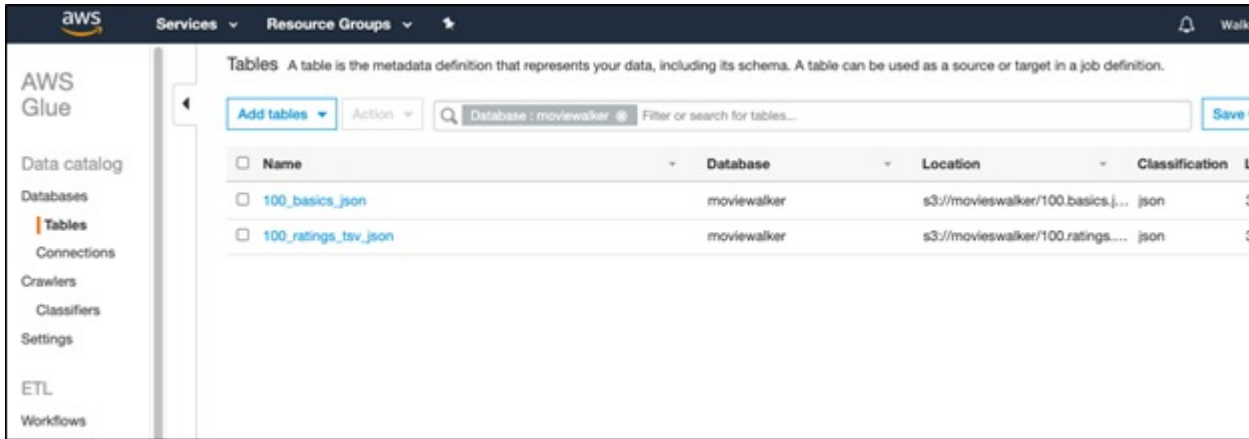 aws Services Resource Groups Walk
AWS
Glue
Data catalog
Databases
Tables
Connections
Crawlers
Classifiers
Settings
ETL
Workflows
Tables A table is the metadata definition that represents your data, including its schema. A table can be used as a source or target in a job definition.
Add tables Action Database : moviewalker Filter or search for tables... Save
Name Database Location Classification L
100_basics_json moviewalker s3://movieswalker/100.basics.j... json
100_ratings_tsv_json moviewalker s3://movieswalker/100.ratings.... json